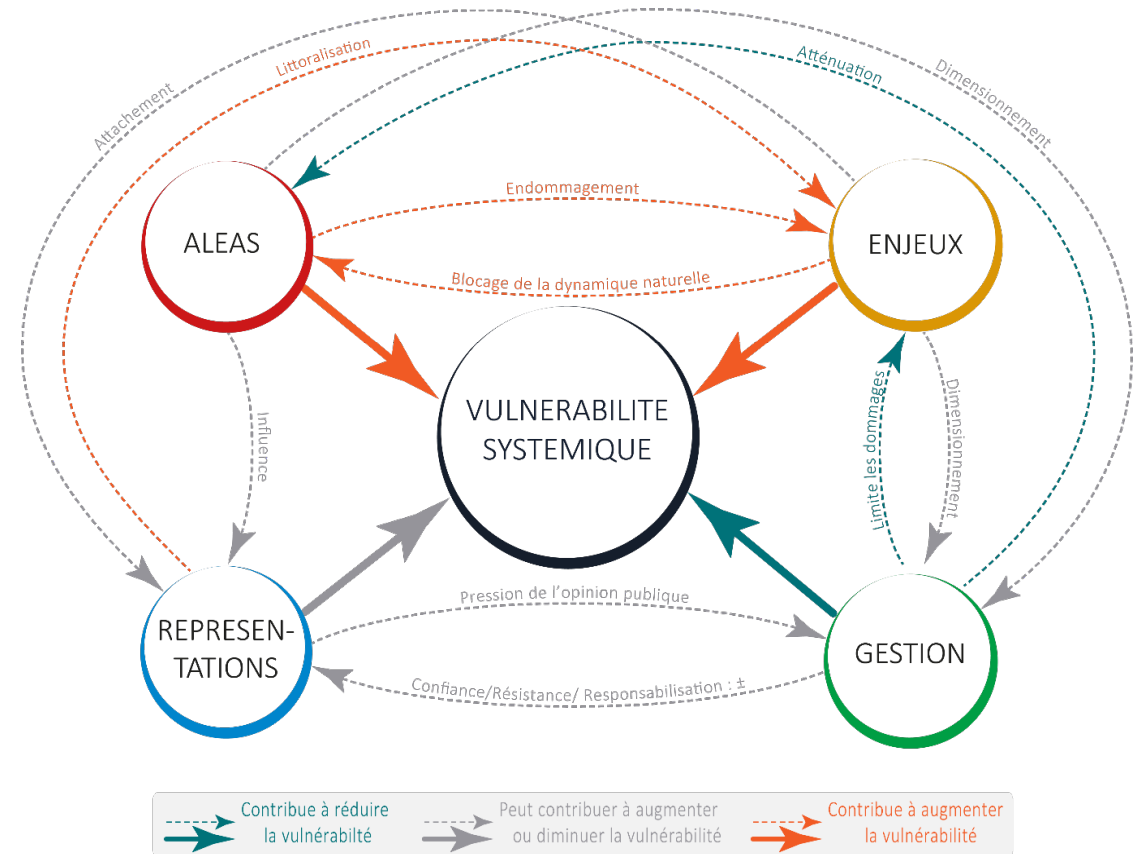 Littoralisation
Atténuation
Attachement
Dimensionnement
Endommagement
ALEAS
ENJEUX
Blocage de la dynamique naturelle
VULNERABILITE
SYSTEMIQUE
Influence
Limite les dommages
Dimensionnement
Pression de l'opinion publique
REPRESEN-
TATIONS
GESTION
Confiance/Résistance/ Responsabilisation : ±
Contribue à réduire
la vulnérabilté
Peut contribuer à augmenter
ou diminuer la vulnérabilité
Contribue à augmenter
la vulnérabilité